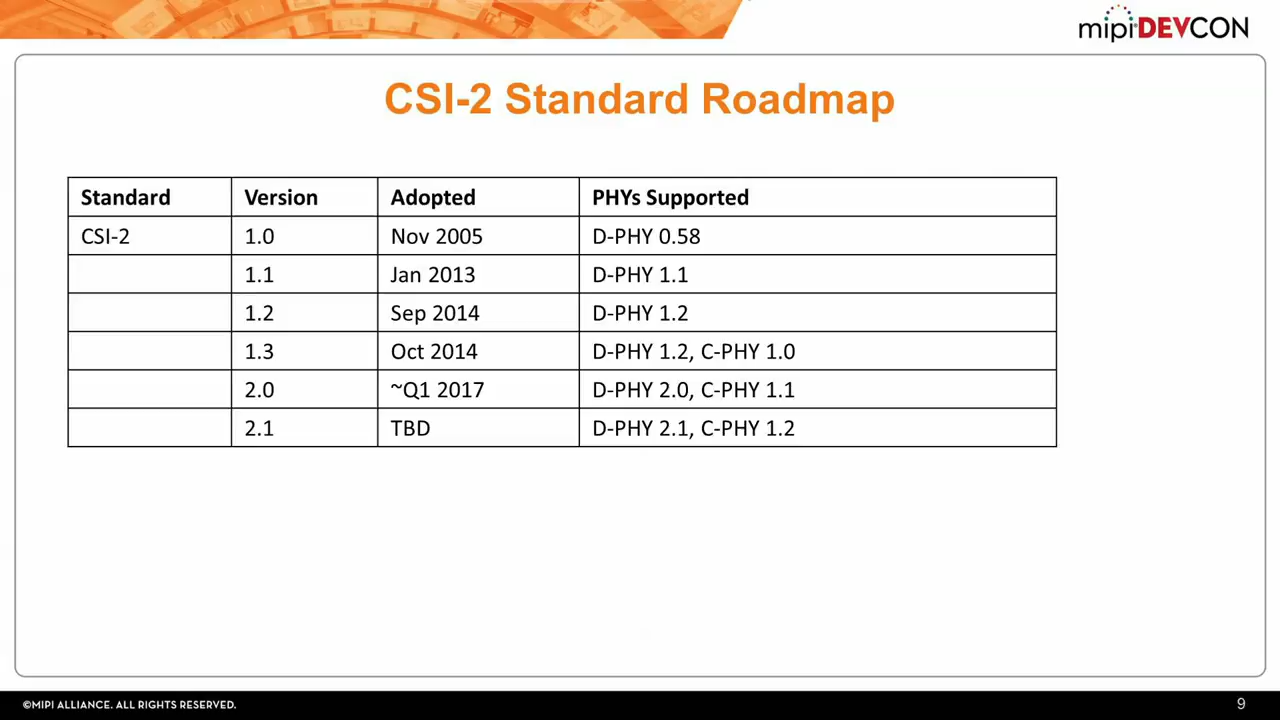 mipi DEVCON
CSI-2 Standard Roadmap
Standard Version Adopted PHYs Supported
CSI-2 1.0 Nov 2005 D-PHY 0.58
1.1 Jan 2013 D-PHY 1.1
1.2 Sep 2014 D-PHY 1.2
1.3 Oct 2014 D-PHY 1.2, C-PHY 1.0
2.0 ~Q1 2017 D-PHY 2.0, C-PHY 1.1
2.1 TBD D-PHY 2.1, C-PHY 1.2
©MIPI ALLIANCE. ALL RIGHTS RESERVED. 9